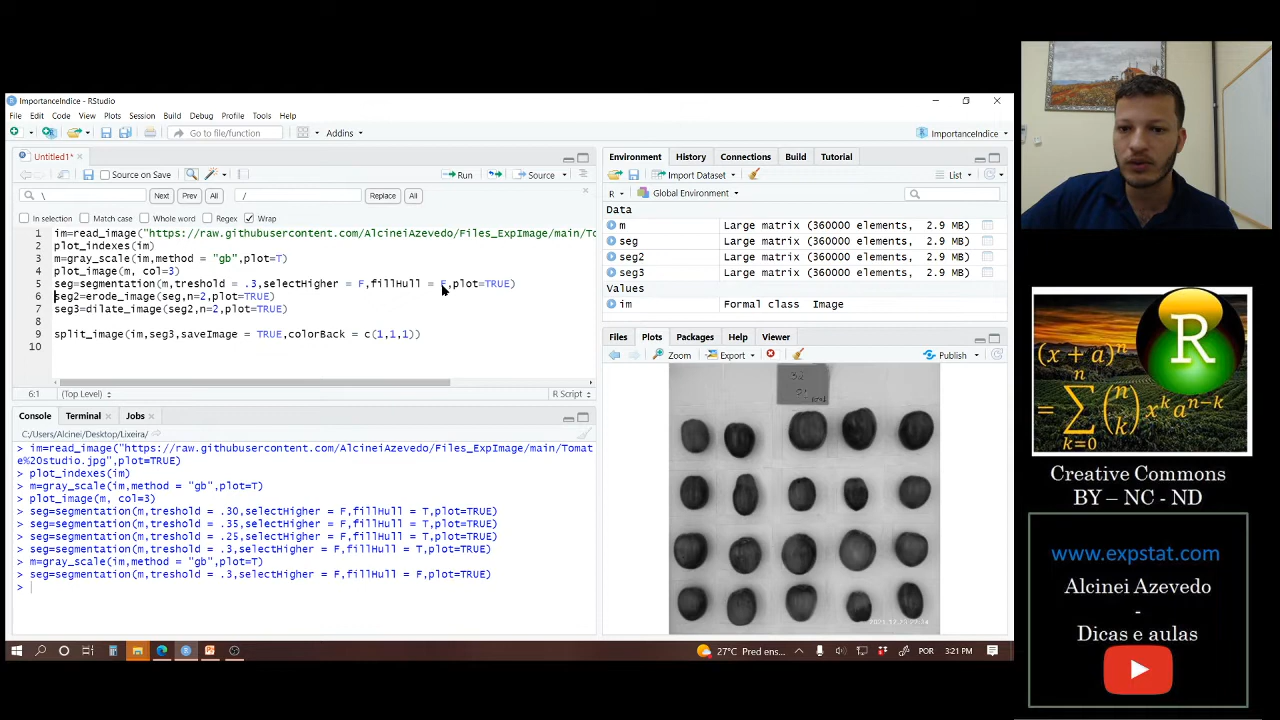 ImportanceIndice - RStudio
File Edit Code View Plots Session Build Debug Profile Tools Help
Go to file/function
Addins
ImportanceIndice
Untitled1*
Source on Save
Run
Source
\
Next
Prev
All
/
Replace
All
In selection
Match case
Whole word
Regex
Wrap
1 im=read_image("https://raw.githubusercontent.com/AlcineiAzevedo/Files_ExpImage/main/Tom
2 plot_indexes(im)
3 m=gray_scale(im,method = "gb",plot=T)
4 plot_image(m, col=3)
5 seg=segmentation(m,treshold = .3,selectHigher = F,fillHull = F,plot=TRUE)
6 seg2=erode_image(seg,n=2,plot=TRUE)
7 seg3=dilate_image(seg2,n=2,plot=TRUE)
8
9 split_image(im,seg3,saveImage = TRUE,colorBack = c(1,1,1))
10
6:1 (Top Level) R Script
Console Terminal Jobs
C:/Users/Alcinei/Desktop/Lixeira/
> im=read_image("https://raw.githubusercontent.com/AlcineiAzevedo/Files_ExpImage/main/Tomat
e%20studio.jpg",plot=TRUE)
> plot_indexes(im)
> m=gray_scale(im,method = "gb",plot=T)
> plot_image(m, col=3)
> seg=segmentation(m,treshold = .30,selectHigher = F,fillHull = T,plot=TRUE)
> seg=segmentation(m,treshold = .35,selectHigher = F,fillHull = T,plot=TRUE)
> seg=segmentation(m,treshold = .25,selectHigher = F,fillHull = T,plot=TRUE)
> seg=segmentation(m,treshold = .3,selectHigher = F,fillHull = T,plot=TRUE)
> m=gray_scale(im,method = "gb",plot=T)
> seg=segmentation(m,treshold = .3,selectHigher = F,fillHull = F,plot=TRUE)
>
Environment History Connections Build Tutorial
Import Dataset
List
R
Global Environment
Data
m Large matrix (360000 elements, 2.9 MB)
seg Large matrix (360000 elements, 2.9 MB)
seg2 Large matrix (360000 elements, 2.9 MB)
seg3 Large matrix (360000 elements, 2.9 MB)
Values
im Formal class Image
Files Plots Packages Help Viewer
Zoom
Export
Publish
27°C Pred ens...
POR
3:21 PM
R
(x + a)^n
= ∑_{k=0}^{n} (n k) x^k a^{n−k}
Creative Commons
BY – NC - ND
www.expstat.com
Alcinei Azevedo
-
Dicas e aulas